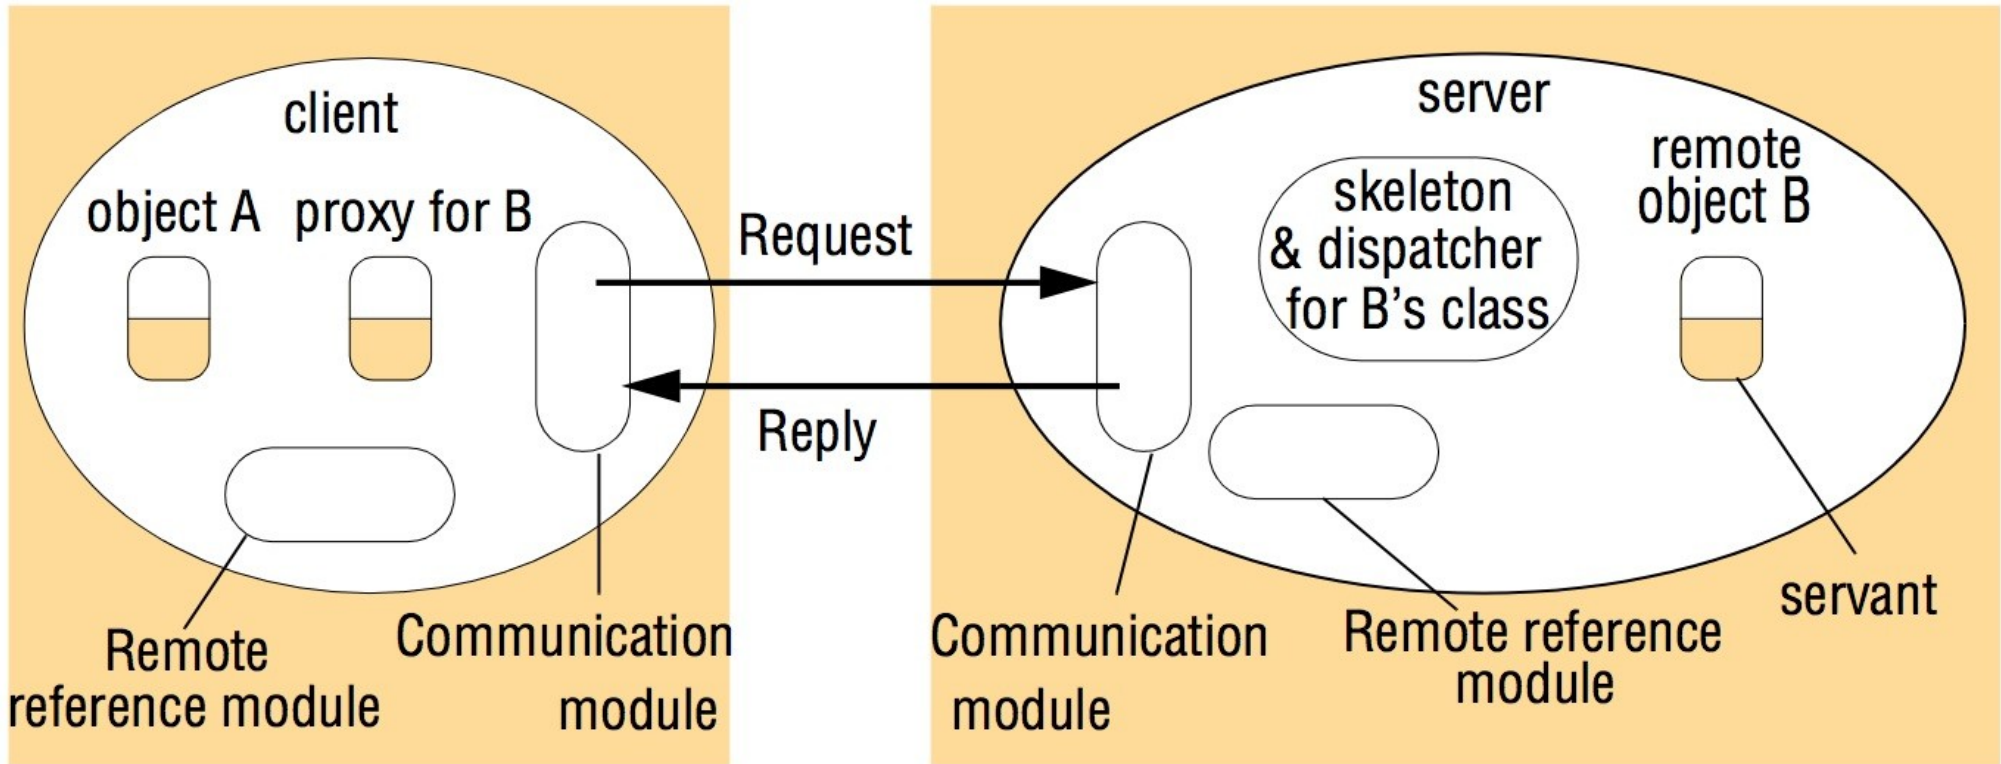 client
object A
proxy for B
Remote
reference module
Communication
module
Request
Reply
server
skeleton
& dispatcher
for B’s class
remote
object B
Communication
module
Remote reference
module
servant